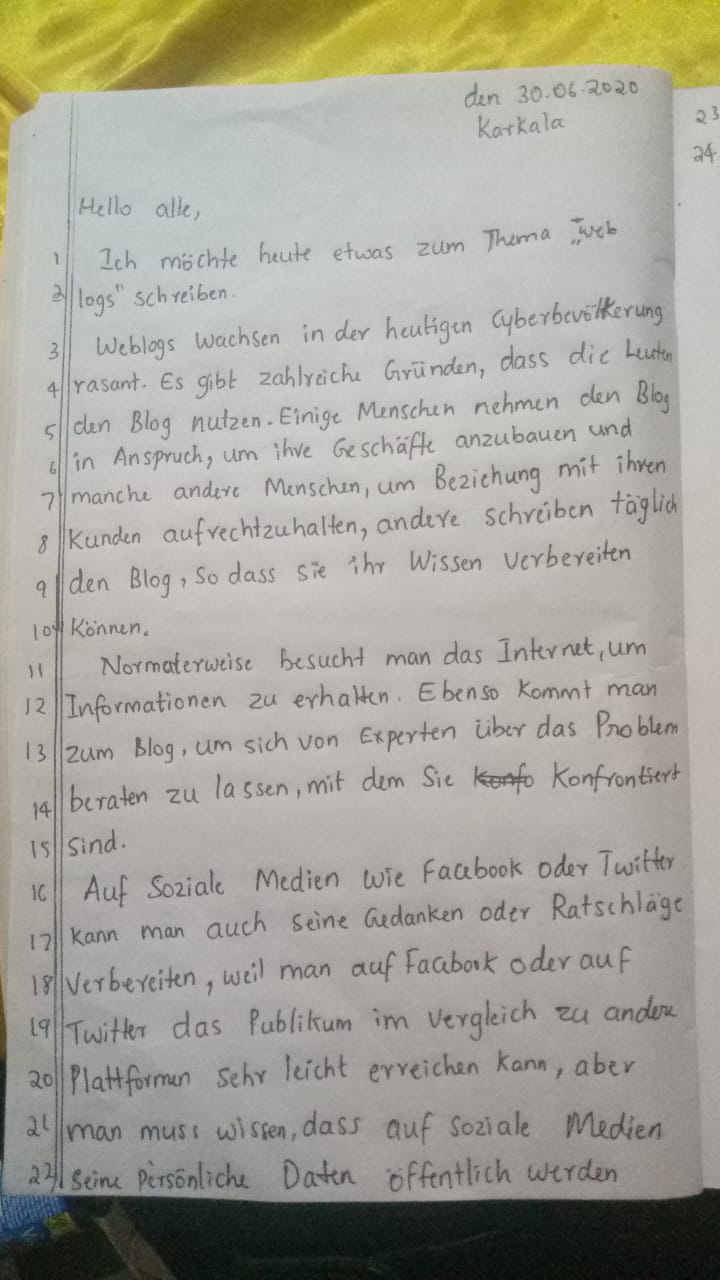 den 30.06.2020
Karkala
23
24
Hello alle,
1 Ich möchte heute etwas zum Thema „Web
2 logs" schreiben.
3 Weblogs wachsen in der heutigen Cyberbevölkerung
4 rasant. Es gibt zahlreiche Gründen, dass die Leuten
5 den Blog nutzen. Einige Menschen nehmen den Blog
6 in Anspruch, um ihre Geschäfte anzubauen und
7 manche andere Menschen, um Beziehung mit ihren
8 Kunden aufrechtzuhalten, andere schreiben täglich
9 den Blog, so dass sie ihr Wissen verbereiten
10 Können.
11 Normalerweise besucht man das Internet, um
12 Informationen zu erhalten. Ebenso kommt man
13 zum Blog, um sich von Experten über das Problem
14 beraten zu lassen, mit dem Sie Konfo Konfrontiert
15 sind.
16 Auf Soziale Medien wie Facebook oder Twitter
17 kann man auch seine Gedanken oder Ratschläge
18 Verbereiten, weil man auf Facebook oder auf
19 Twitter das Publikum im Vergleich zu andere
20 Plattformen sehr leicht erreichen kann, aber
21 man muss wissen, dass auf soziale Medien
22 seine persönliche Daten öffentlich werden